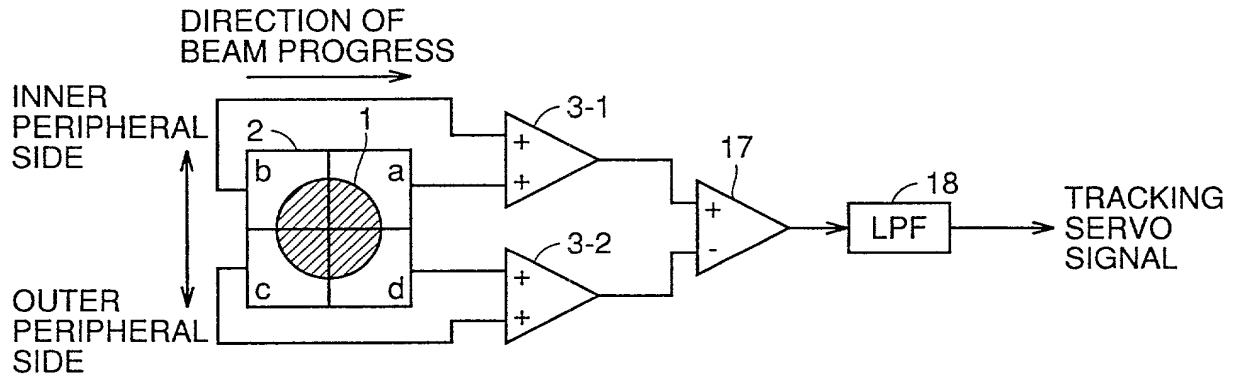 DIRECTION OF
BEAM PROGRESS
INNER
PERIPHERAL
SIDE
2
1
b
a
c
d
3-1
+
+
3-2
+
+
17
+
-
18
LPF
TRACKING
SERVO
SIGNAL
OUTER
PERIPHERAL
SIDE